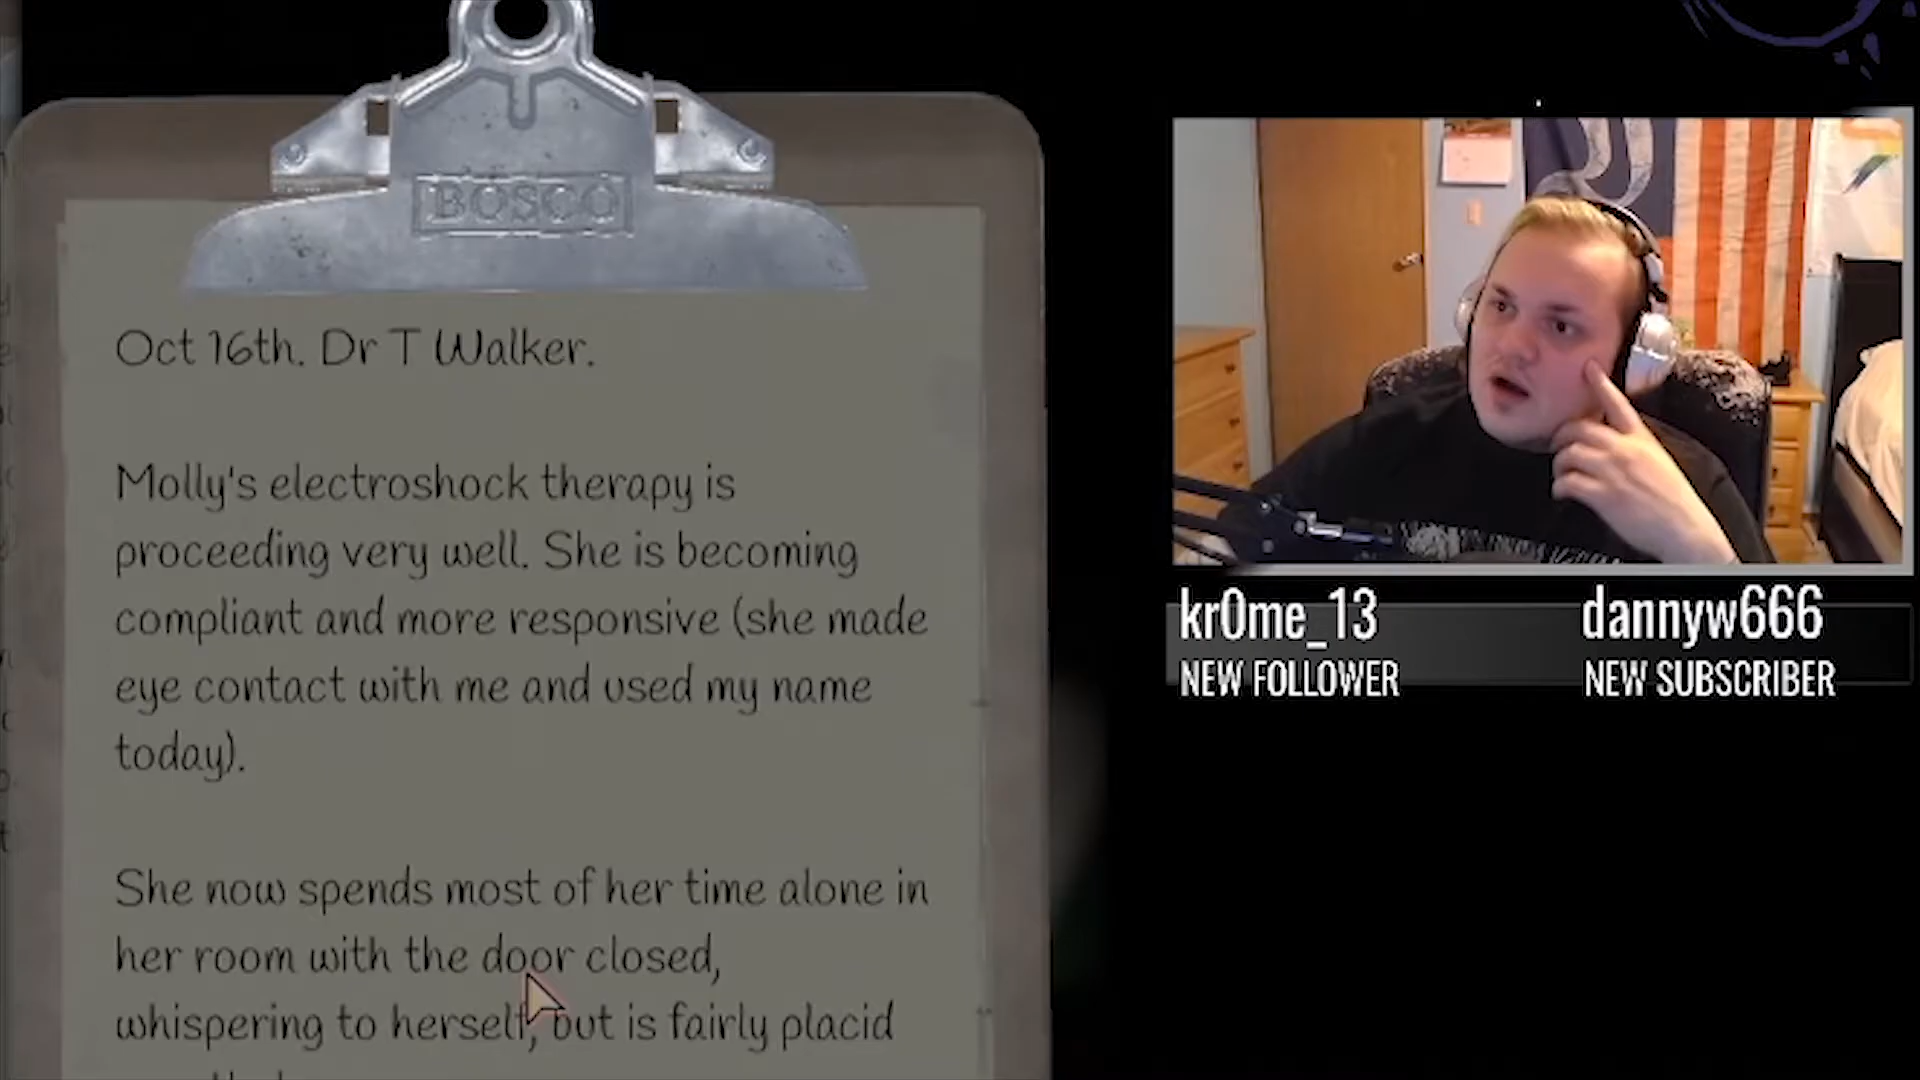 BOSCO
Oct 16th. Dr T Walker.
Molly's electroshock therapy is
proceeding very well. She is becoming
compliant and more responsive (she made
eye contact with me and used my name
today).
She now spends most of her time alone in
her room with the door closed,
whispering to herself, but is fairly placid
kr0me_13
NEW FOLLOWER
dannyw666
NEW SUBSCRIBER